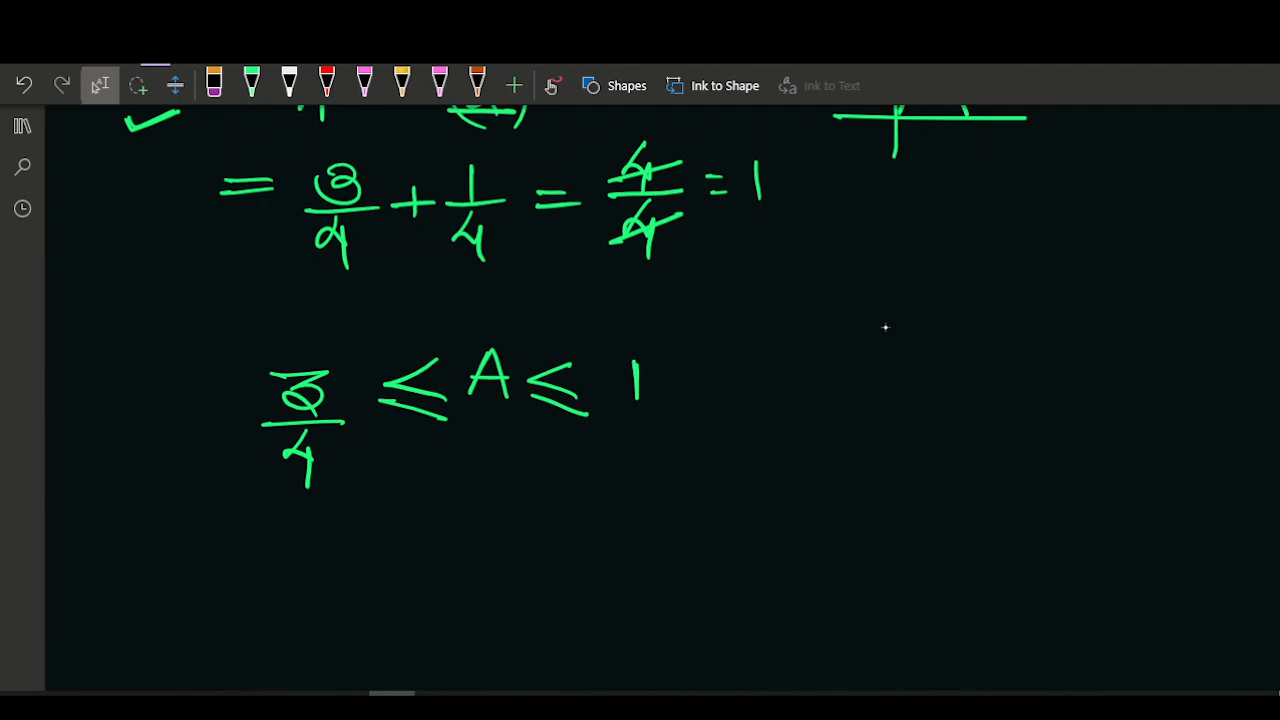 Shapes Ink to Shape Ink to Text
= 3/4 + 1/4 = 4/4 = 1
3/4 ≤ A ≤ 1